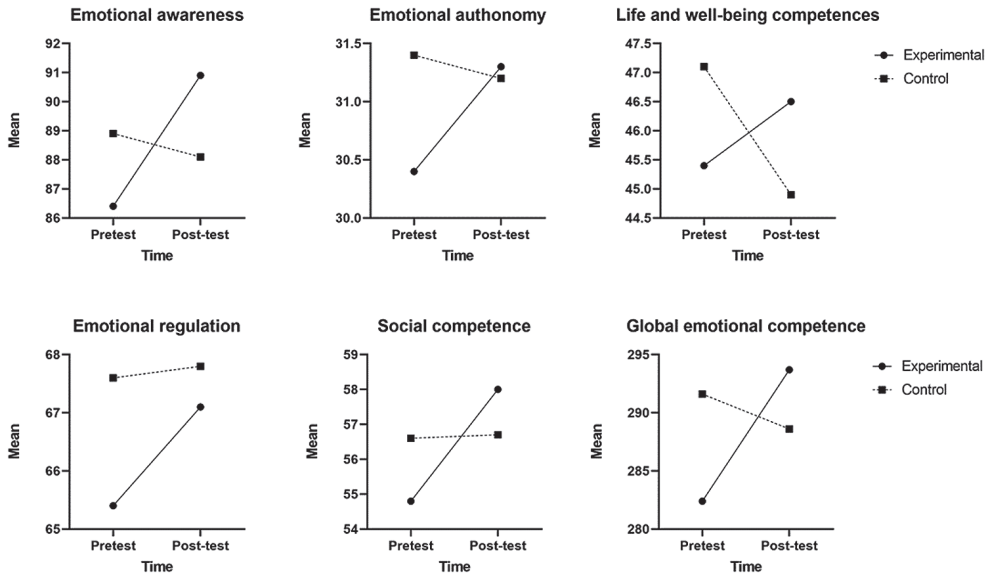 Emotional awareness
92
91
90
89
88
87
86
Mean
Pretest Post-test
Time
Emotional authonomy
31.5
31.0
30.5
30.0
Mean
Pretest Post-test
Time
Life and well-being competences
47.5
47.0
46.5
46.0
45.5
45.0
44.5
Mean
Pretest Post-test
Time
Experimental
Control
Emotional regulation
68
67
66
65
Mean
Pretest Post-test
Time
Social competence
59
58
57
56
55
54
Mean
Pretest Post-test
Time
Global emotional competence
295
290
285
280
Mean
Pretest Post-test
Time
Experimental
Control